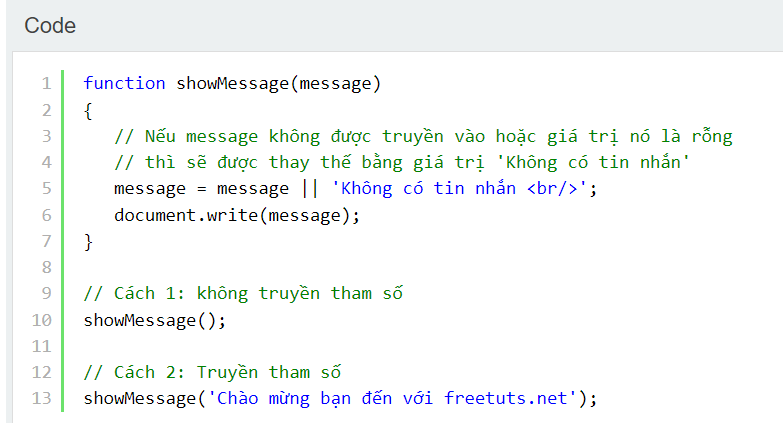 Code
1 function showMessage(message)
2 {
3 // Nếu message không được truyền vào hoặc giá trị nó là rỗng
4 // thì sẽ được thay thế bằng giá trị 'Không có tin nhắn'
5 message = message || 'Không có tin nhắn <br/>';
6 document.write(message);
7 }
8
9 // Cách 1: không truyền tham số
10 showMessage();
11
12 // Cách 2: Truyền tham số
13 showMessage('Chào mừng bạn đến với freetuts.net');